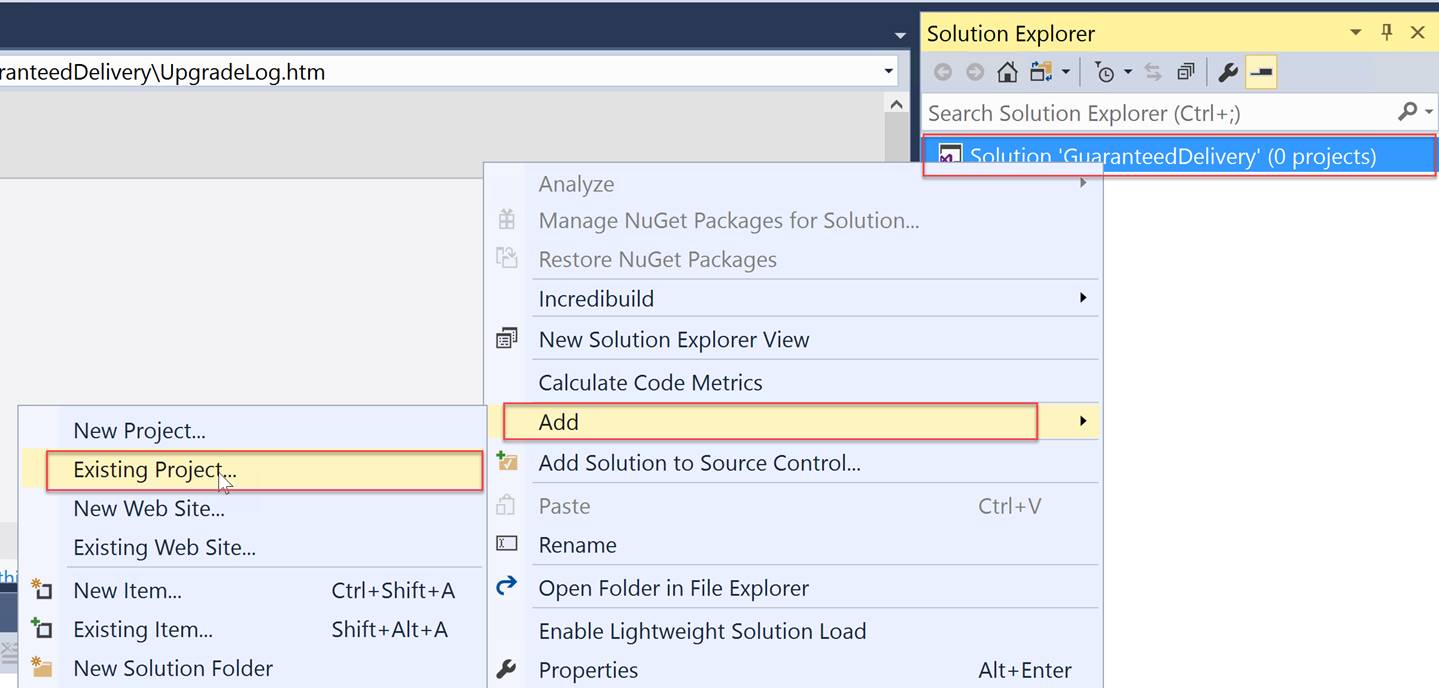 Solution Explorer
ranteedDelivery\UpgradeLog.htm
Search Solution Explorer (Ctrl+;)
Solution 'GuaranteedDelivery' (0 projects)
Analyze
Manage NuGet Packages for Solution...
Restore NuGet Packages
Incredibuild
New Solution Explorer View
Calculate Code Metrics
Add
Add Solution to Source Control...
Paste Ctrl+V
Rename
Open Folder in File Explorer
Enable Lightweight Solution Load
Properties Alt+Enter
New Project...
Existing Project...
New Web Site...
Existing Web Site...
New Item... Ctrl+Shift+A
Existing Item... Shift+Alt+A
New Solution Folder